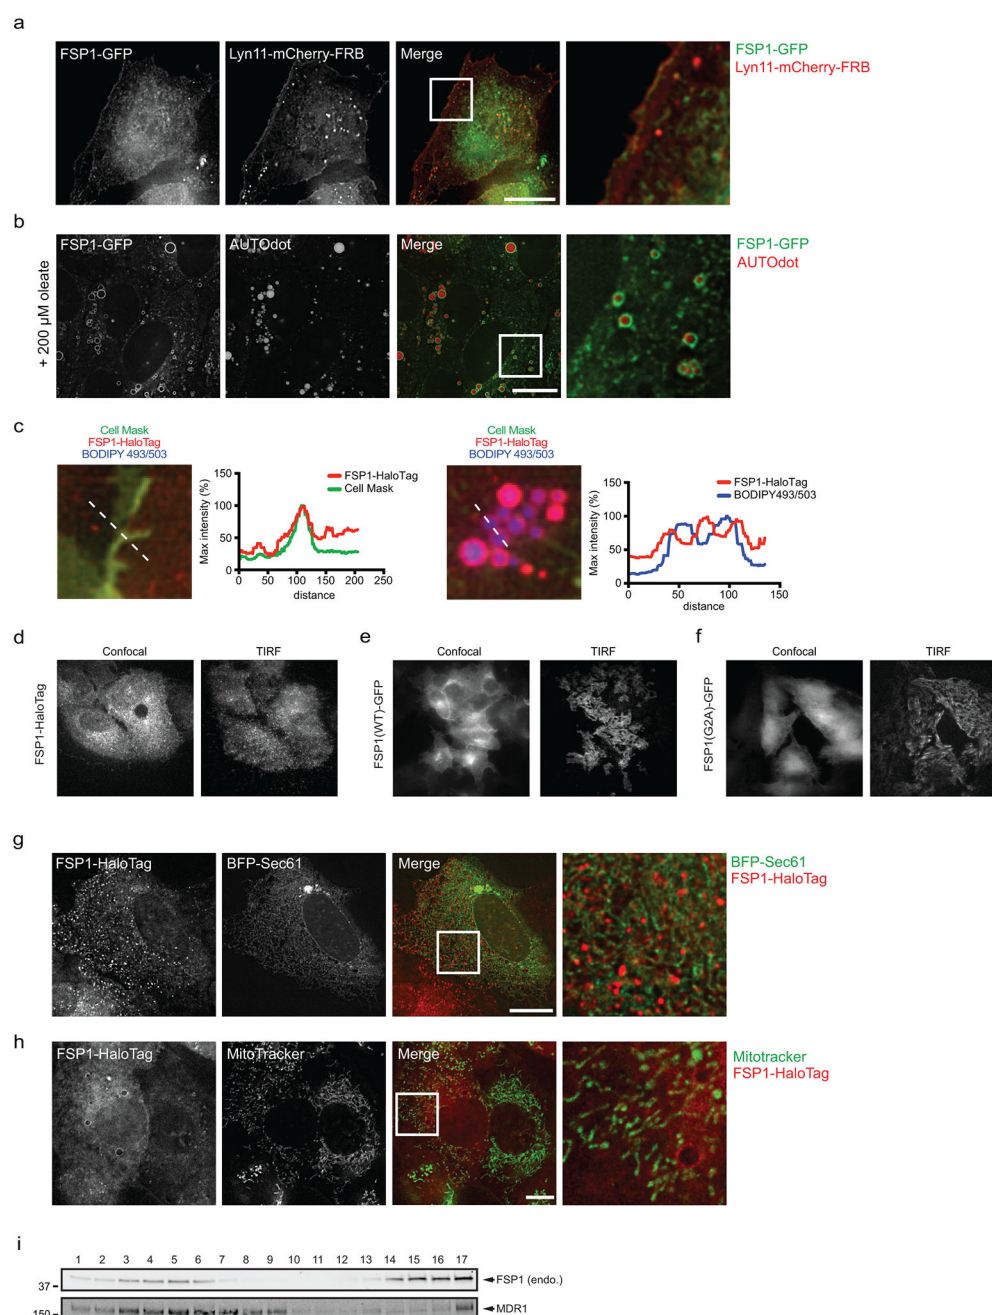 a
FSP1-GFP
Lyn11-mCherry-FRB
Merge
FSP1-GFP
Lyn11-mCherry-FRB
b
+ 200 µM oleate
FSP1-GFP
AUTOdot
Merge
FSP1-GFP
AUTOdot
c
Cell Mask
FSP1-HaloTag
BODIPY 493/503
Max intensity (%)
150
100
50
0
0 50 100 150 200 250
distance
FSP1-HaloTag
Cell Mask
Cell Mask
FSP1-HaloTag
BODIPY 493/503
Max intensity (%)
150
100
50
0
0 50 100 150
distance
FSP1-HaloTag
BODIPY493/503
d
Confocal
TIRF
FSP1-HaloTag
e
Confocal
TIRF
FSP1(WT)-GFP
f
Confocal
TIRF
FSP1(G2A)-GFP
g
FSP1-HaloTag
BFP-Sec61
Merge
BFP-Sec61
FSP1-HaloTag
h
FSP1-HaloTag
MitoTracker
Merge
Mitotracker
FSP1-HaloTag
i
1 2 3 4 5 6 7 8 9 10 11 12 13 14 15 16 17
37
FSP1 (endo.)
150
MDR1